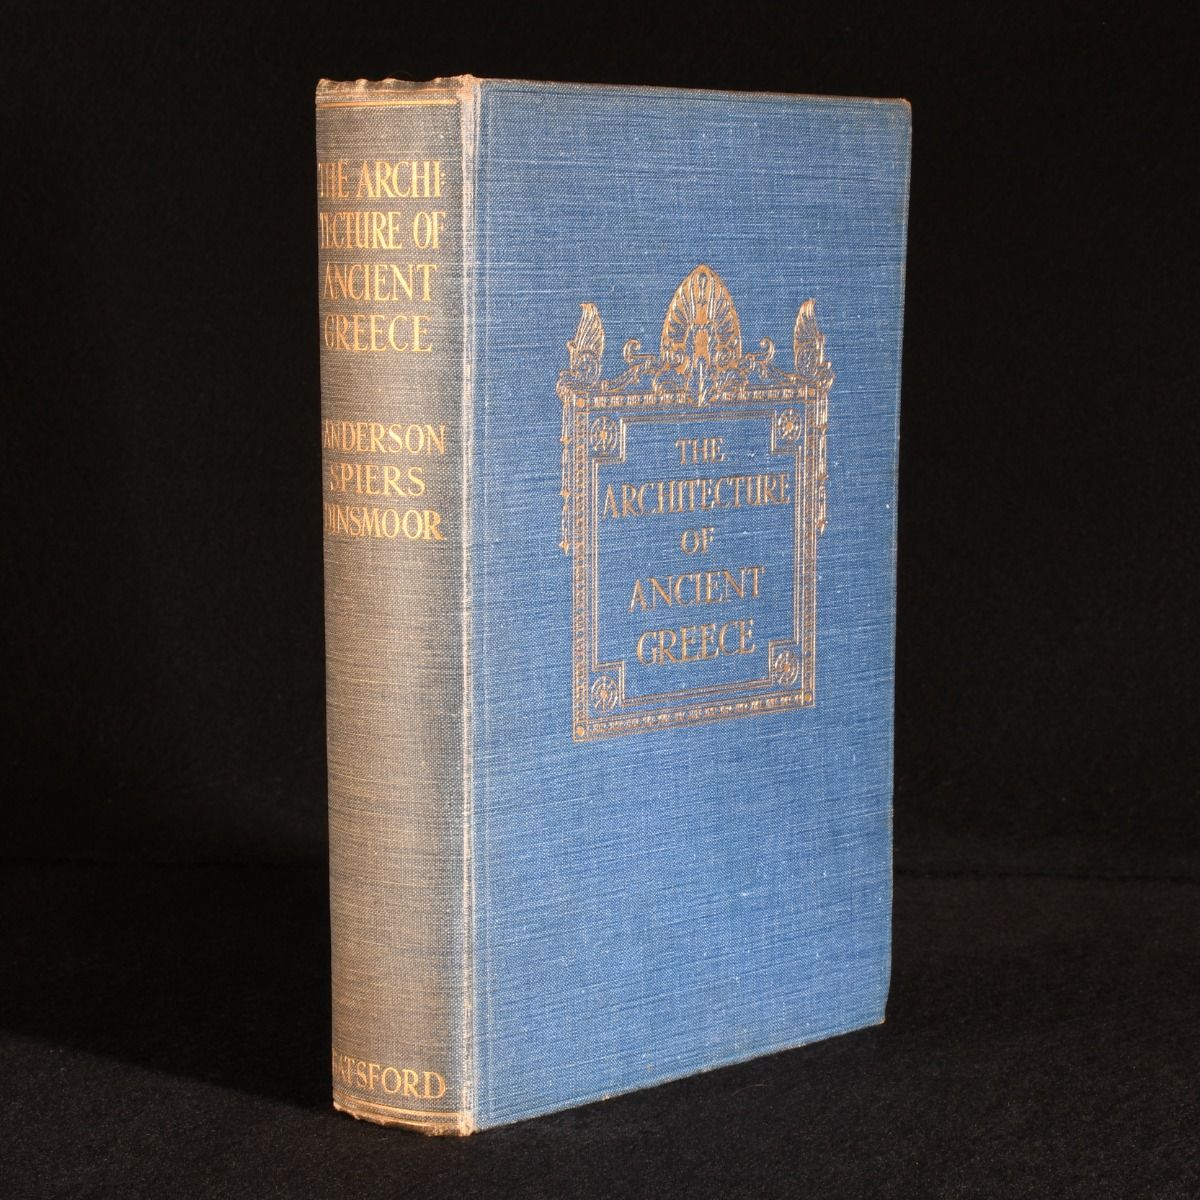 THE ARCHI-
TECTURE OF
ANCIENT
GREECE
ANDERSON
SPIERS
DINSMOOR
BATSFORD
THE
ARCHITECTURE
OF
ANCIENT
GREECE